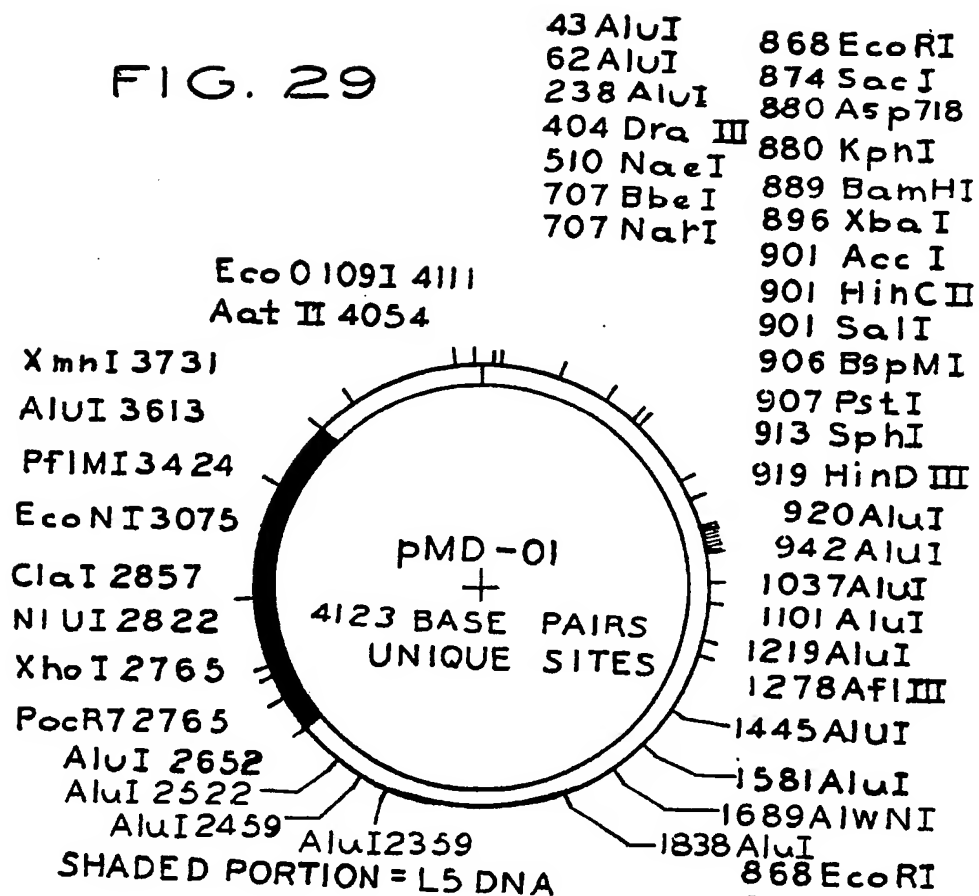 FIG. 29
43 AluI
62 AluI
238 AluI
404 Dra III
510 NaeI
707 BbeI
707 NarI
868 EcoRI
874 SacI
880 Asp718
880 KpnI
889 BamHI
896 XbaI
901 AccI
901 HinCII
901 SalI
906 BspMI
907 PstI
913 SphI
919 HinDIII
920 AluI
942 AluI
1037 AluI
1101 AluI
1219 AluI
1278 AflIII
1445 AluI
1581 AluI
1689 AlWNI
1838 AluI
868 EcoRI
Eco O 109I 4111
Aat II 4054
XmnI 3731
AluI 3613
PflMI 3424
EcoNI 3075
ClaI 2857
NlUI 2822
XhoI 2765
PacR7 2765
AluI 2652
AluI 2522
AluI 2459
AluI 2359
pMD-01
4123 BASE PAIRS
UNIQUE SITES
SHADED PORTION = L5 DNA